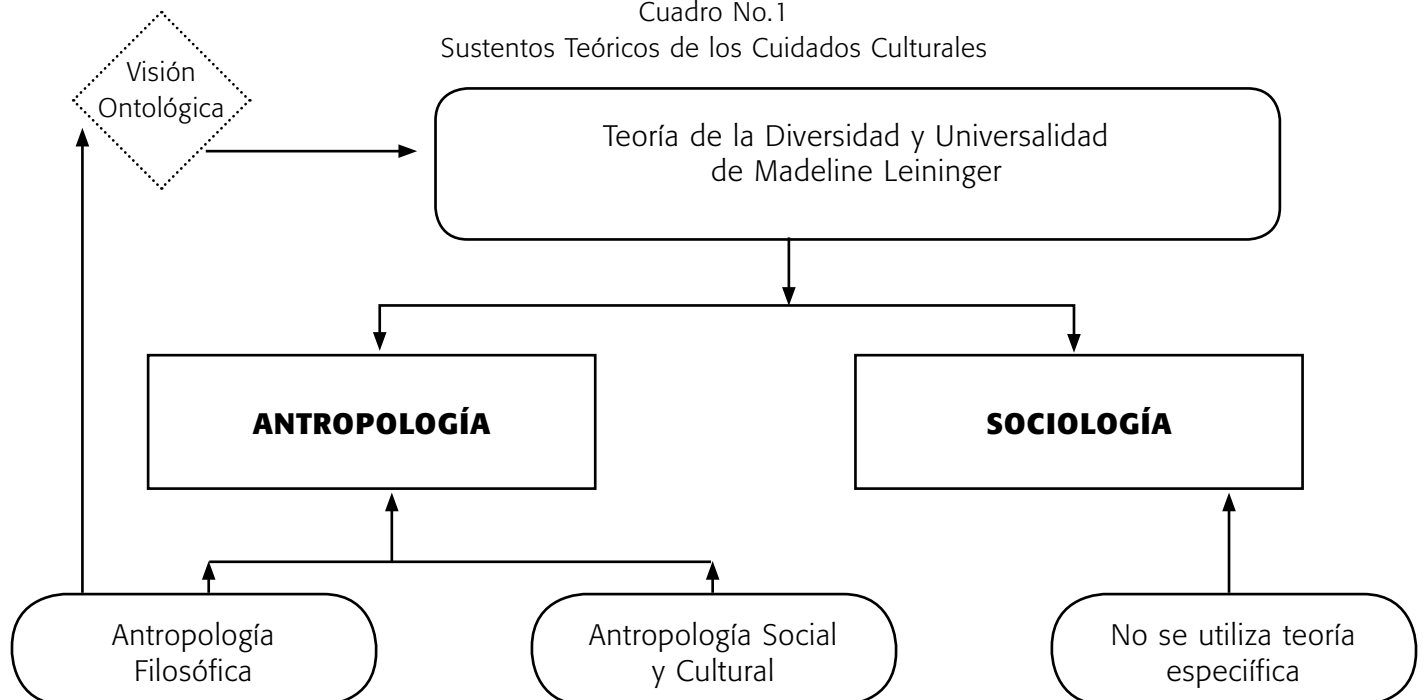 Cuadro No.1
Sustentos Teóricos de los Cuidados Culturales
Visión
Ontológica
Teoría de la Diversidad y Universalidad
de Madeline Leininger
ANTROPOLOGÍA
SOCIOLOGÍA
Antropología
Filosófica
Antropología Social
y Cultural
No se utiliza teoría
especiífica